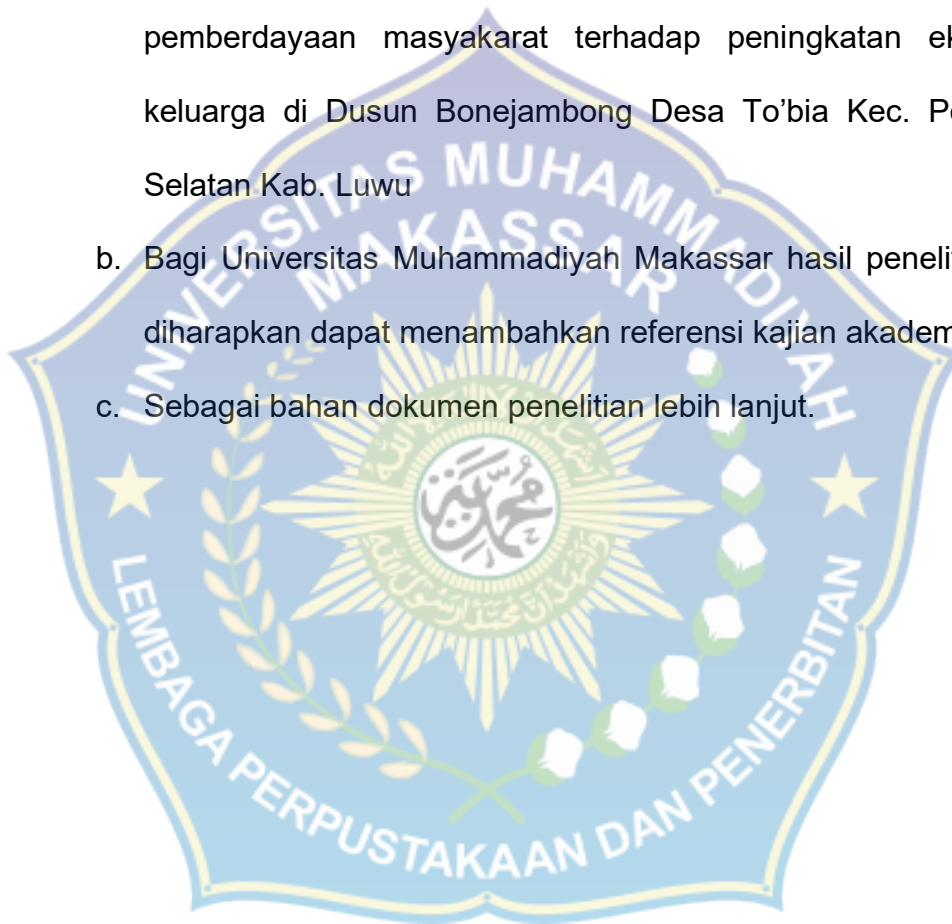 pemberdayaan masyakarat terhadap peningkatan
keluarga di Dusun Bonejambong Desa To’bia Kec.
Selatan Kab. Luwu
b. Bagi Universitas Muhammadiyah Makassar hasil
diharapkan dapat menambahkan referensi kajian
c. Sebagai bahan dokumen penelitian lebih lanjut.
UNIVERSITAS MUHAMMADIYAH
MAKASSAR
محمدية
LEMBAGA PERPUSTAKAAN DAN PENERBITAN